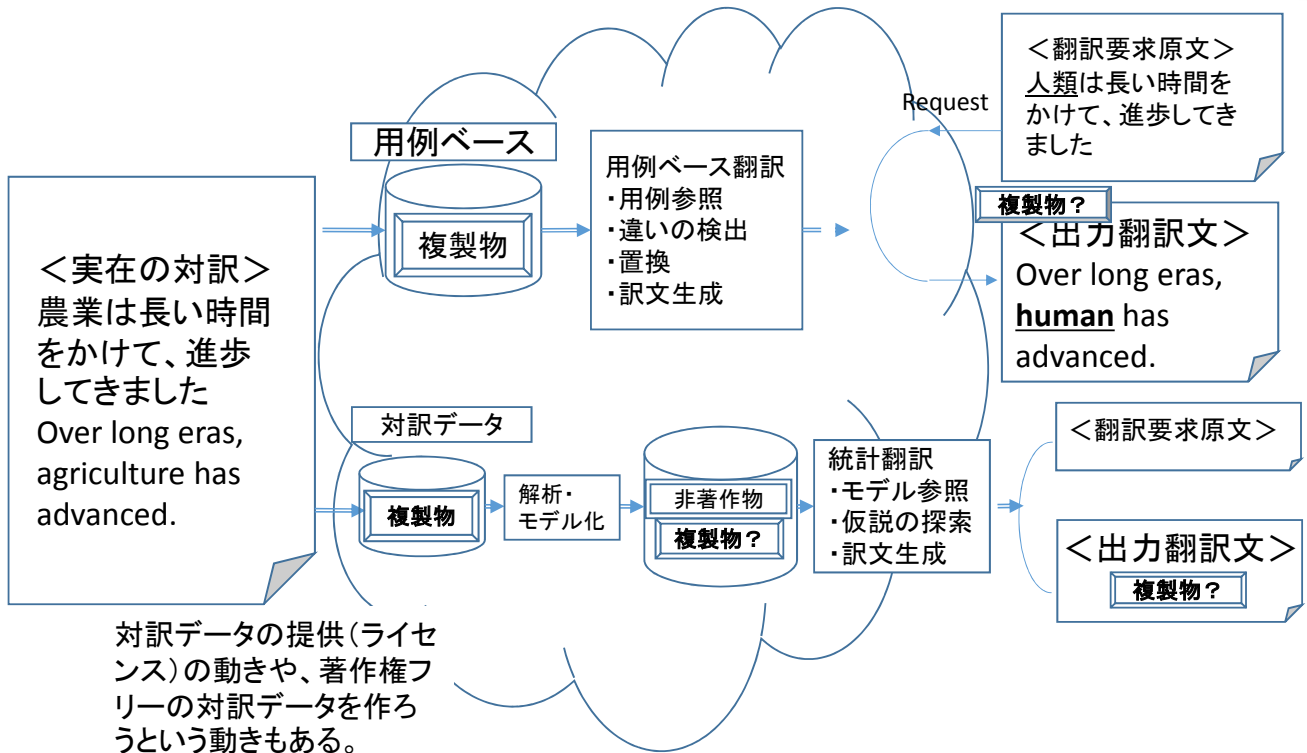 <実在の対訳>
農業は長い時間
をかけて、進歩
してきました
Over long eras,
agriculture has
advanced.
用例ベース
複製物
用例ベース翻訳
・用例参照
・違いの検出
・置換
・訳文生成
Request
<翻訳要求原文>
人類は長い時間を
かけて、進歩してき
ました
複製物?
<出力翻訳文>
Over long eras,
human has
advanced.
対訳データ
複製物
解析・
モデル化
非著作物
複製物?
統計翻訳
・モデル参照
・仮説の探索
・訳文生成
<翻訳要求原文>
<出力翻訳文>
複製物?
対訳データの提供(ライセ
ンス)の動きや、著作権フ
リーの対訳データを作ろ
うという動きもある。